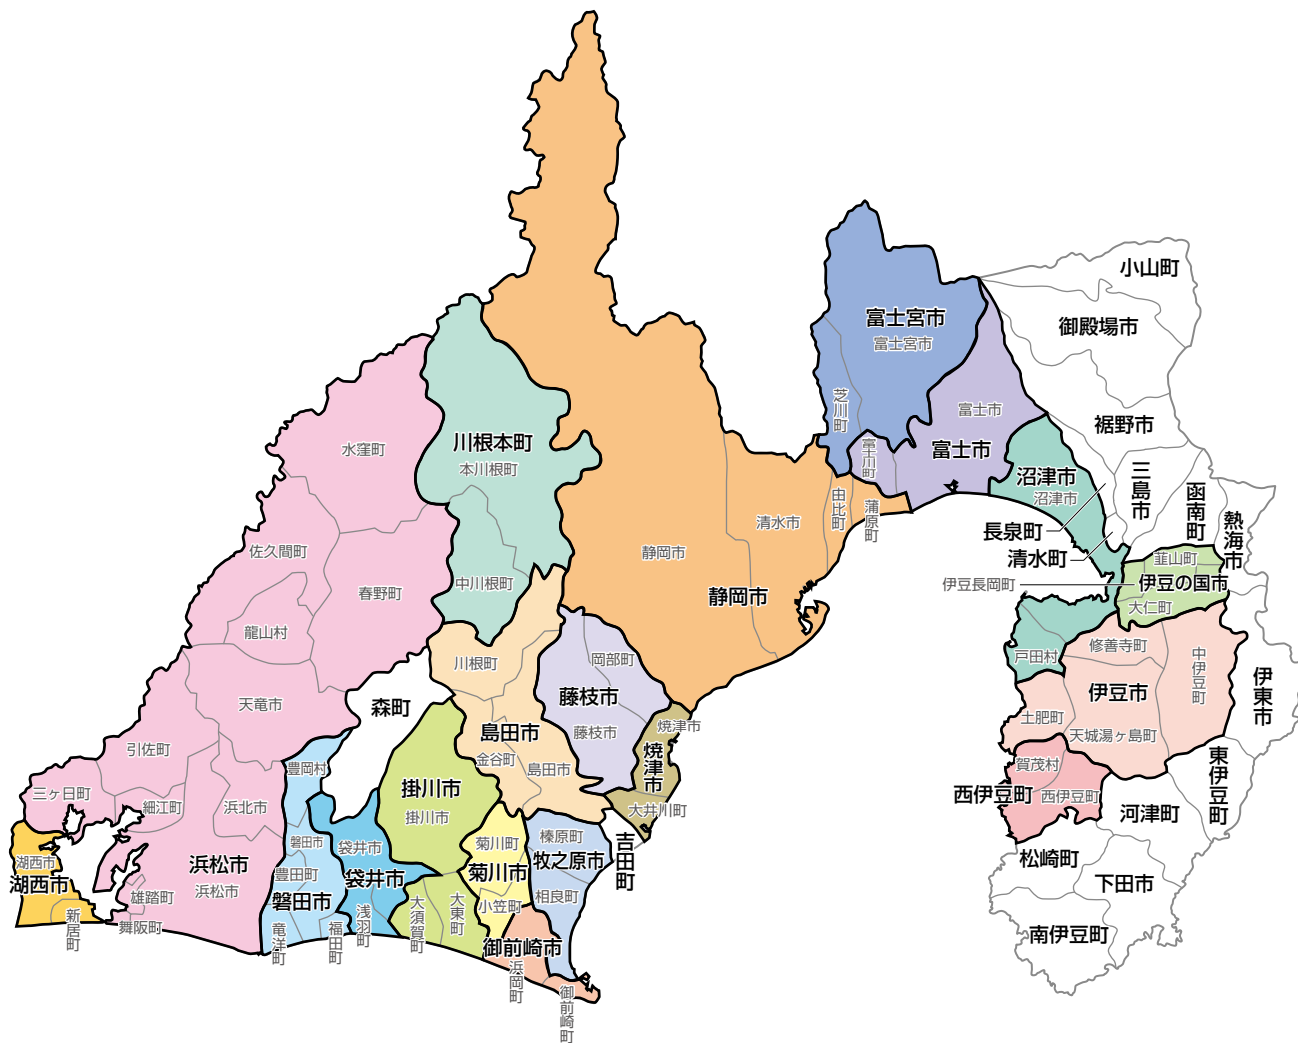 小山町
御殿場市
富士宮市
富士宮市
裾野市
芝川町
富士市
富士市
富士川町
川根本町
本川根町
水窪町
沼津市
沼津市
三島市
函南町
熱海市
由比町
蒲原町
清水市
静岡市
静岡市
長泉町
清水町
韮山町
伊豆長岡町
伊豆の国市
大仁町
佐久間町
春野町
中川根町
龍山村
川根町
岡部町
修善寺町
中伊豆町
戸田村
伊豆市
伊東市
土肥町
天城湯ヶ島町
天竜市
森町
藤枝市
藤枝市
島田市
島田市
金谷町
焼津市
焼津市
大井川町
引佐町
豊岡村
賀茂村
西伊豆町
西伊豆町
東伊豆町
河津町
三ヶ日町
細江町
浜北市
掛川市
掛川市
磐田市
磐田市
豊田町
袋井市
袋井市
菊川町
菊川市
榛原町
牧之原市
吉田町
相良町
松崎町
下田市
南伊豆町
湖西市
湖西市
新居町
浜松市
浜松市
雄踏町
舞阪町
竜洋町
福田町
浅羽町
大須賀町
大東町
小笠町
御前崎市
浜岡町
御前崎町